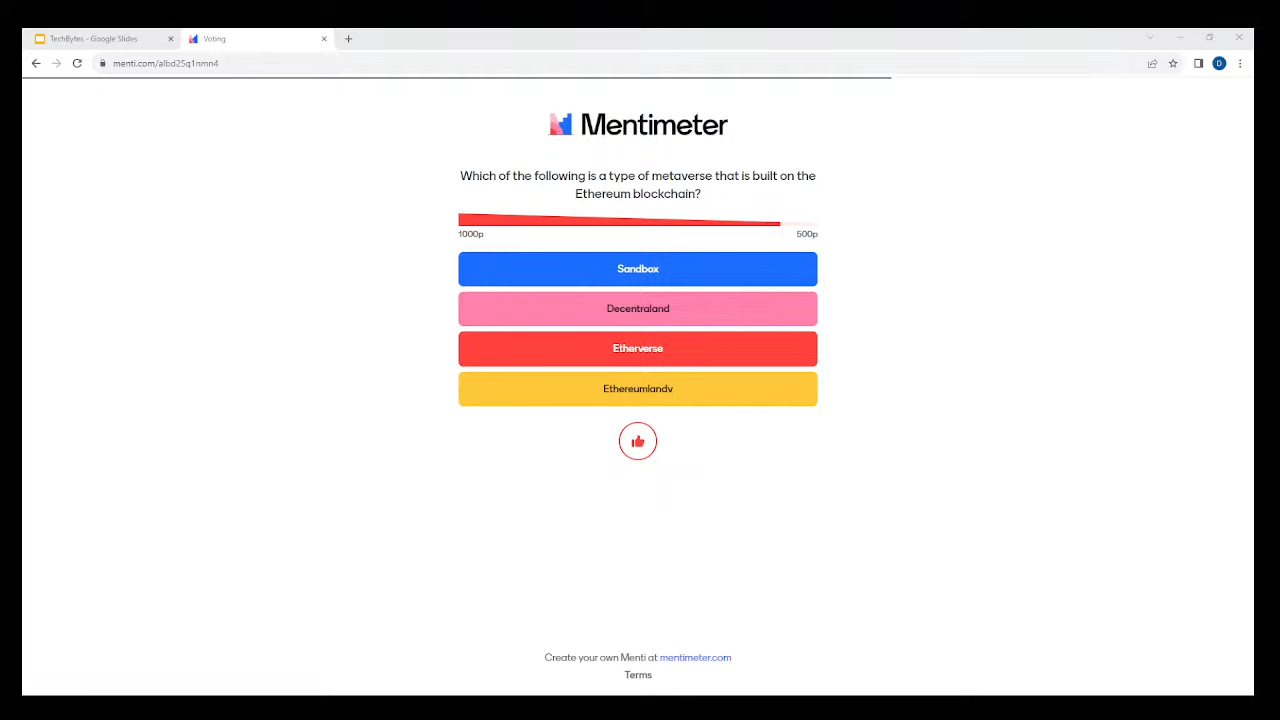 TechBytes - Google Slides
Voting
menti.com/albd25q1nmn4
D
Mentimeter
Which of the following is a type of metaverse that is built on the
Ethereum blockchain?
1000p
500p
Sandbox
Decentraland
Etherverse
Ethereumlandv
Create your own Menti at mentimeter.com
Terms